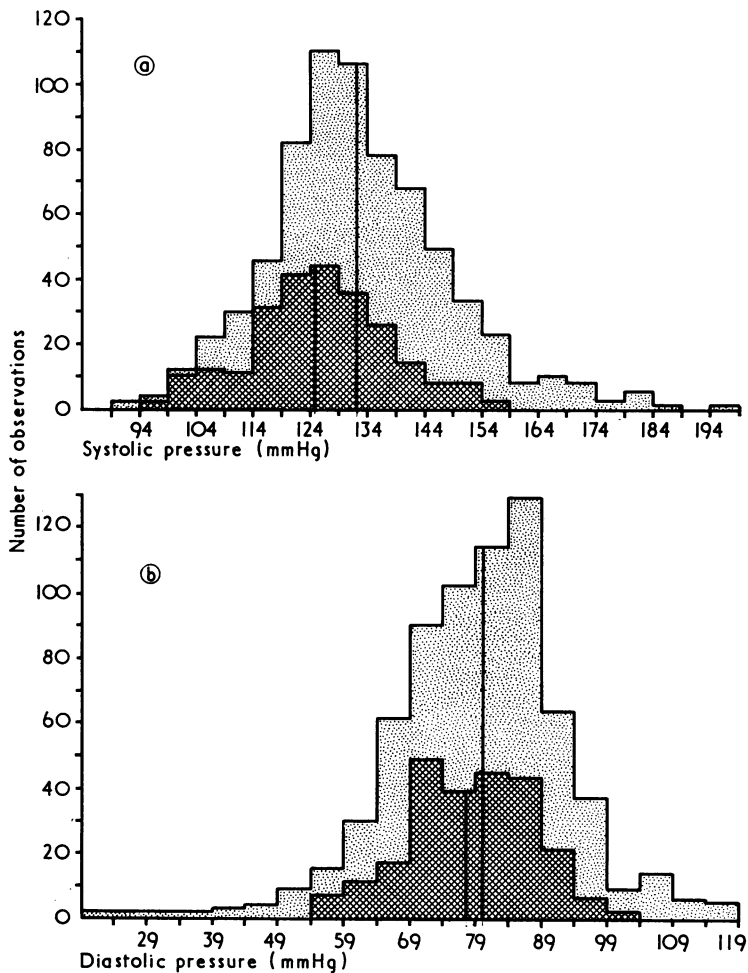 Number of observations
120
100
80
60
40
20
0
a
94 104 114 124 134 144 154 164 174 184 194
Systolic pressure (mmHg)
120
100
80
60
40
20
0
b
29 39 49 59 69 79 89 99 109 119
Diastolic pressure (mmHg)